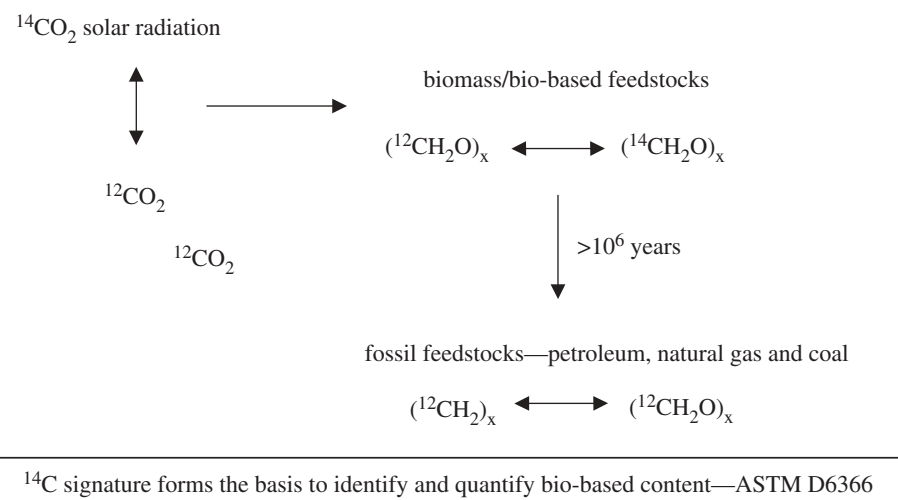 ¹⁴CO₂ solar radiation
biomass/bio-based feedstocks
(¹²CH₂O)ₓ (¹⁴CH₂O)ₓ
¹²CO₂
¹²CO₂
>10⁶ years
fossil feedstocks—petroleum, natural gas and coal
(¹²CH₂)ₓ (¹²CH₂O)ₓ
¹⁴C signature forms the basis to identify and quantify bio-based content—ASTM D6366